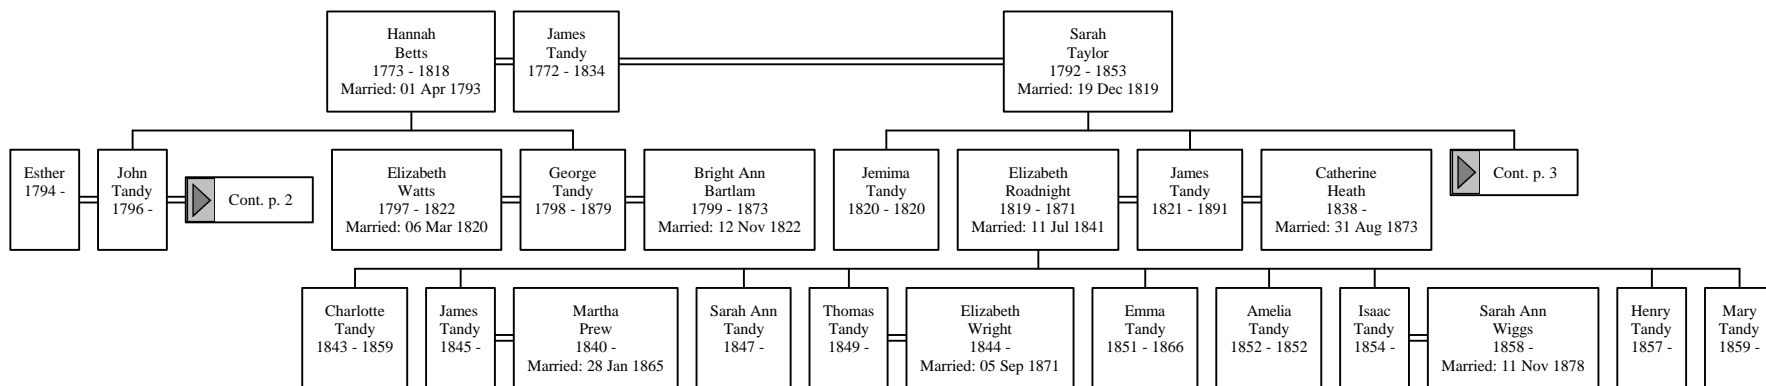 Hannah
Betts
1773 - 1818
Married: 01 Apr 1793
James
Tandy
1772 - 1834
Sarah
Taylor
1792 - 1853
Married: 19 Dec 1819
Esther
1794 -
John
Tandy
1796 -
Cont. p. 2
Elizabeth
Watts
1797 - 1822
Married: 06 Mar 1820
George
Tandy
1798 - 1879
Bright Ann
Bartlam
1799 - 1873
Married: 12 Nov 1822
Jemima
Tandy
1820 - 1820
Elizabeth
Roadnight
1819 - 1871
Married: 11 Jul 1841
James
Tandy
1821 - 1891
Catherine
Heath
1838 -
Married: 31 Aug 1873
Cont. p. 3
Charlotte
Tandy
1843 - 1859
James
Tandy
1845 -
Martha
Prew
1840 -
Married: 28 Jan 1865
Sarah Ann
Tandy
1847 -
Thomas
Tandy
1849 -
Elizabeth
Wright
1844 -
Married: 05 Sep 1871
Emma
Tandy
1851 - 1866
Amelia
Tandy
1852 - 1852
Isaac
Tandy
1854 -
Sarah Ann
Wiggs
1858 -
Married: 11 Nov 1878
Henry
Tandy
1857 -
Mary
Tandy
1859 -